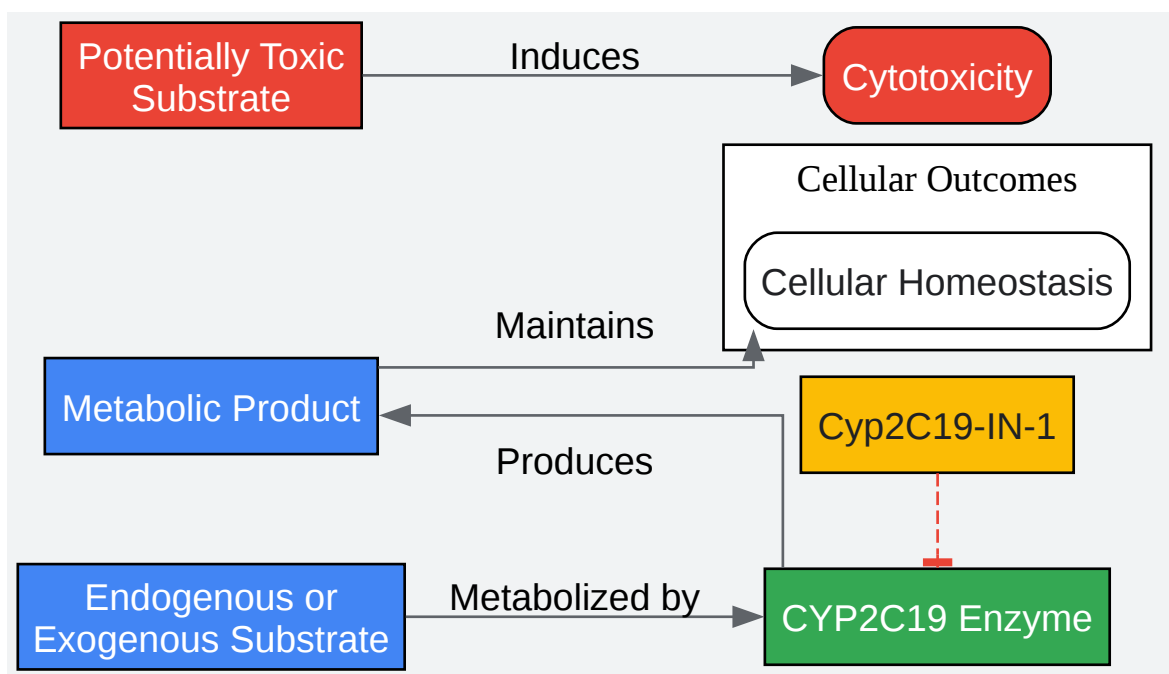 Potentially Toxic
Substrate
Induces
Cytotoxicity
Cellular Outcomes
Cellular Homeostasis
Maintains
Metabolic Product
Cyp2C19-IN-1
Produces
Endogenous or
Exogenous Substrate
Metabolized by
CYP2C19 Enzyme